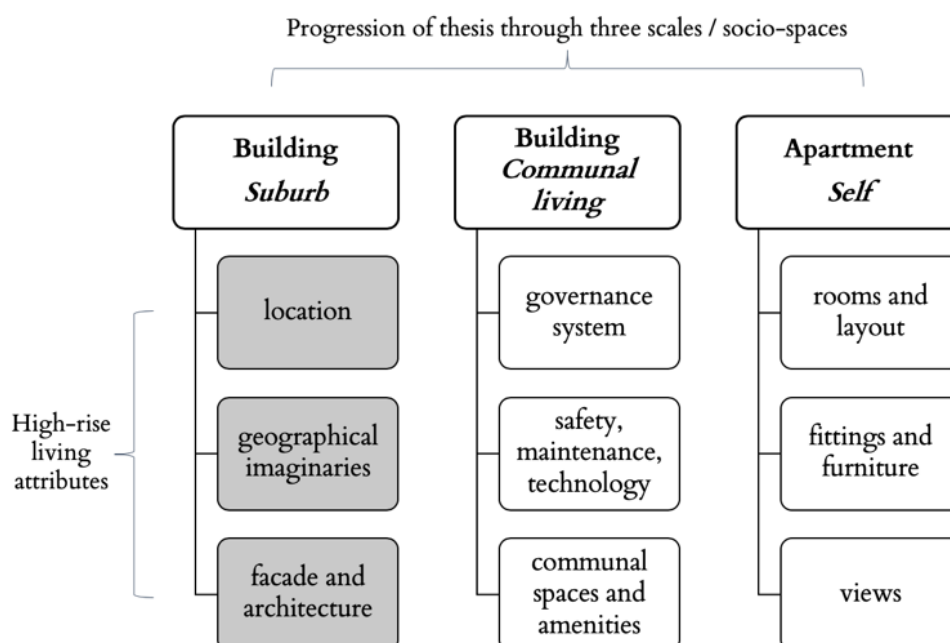 Progression of thesis through three scales / socio-spaces
Building
Suburb
Building
Communal
living
Apartment
Self
High-rise
living
attributes
location
geographical
imaginaries
facade and
architecture
governance
system
safety,
maintenance,
technology
communal
spaces and
amenities
rooms and
layout
fittings and
furniture
views